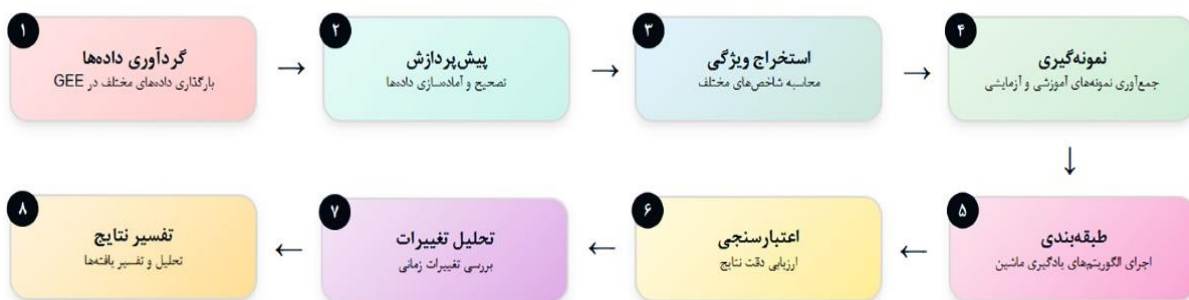 ۱
گردآوری داده‌ها
بارگذاری داده‌های مختلف در GEE
۲
پیش‌پردازش
تصحیح و آماده‌سازی داده‌ها
۳
استخراج ویژگی
محاسبه شاخص‌های مختلف
۴
نمونه‌گیری
جمع‌آوری نمونه‌های آموزشی و آزمایشی
۵
طبقه‌بندی
اجرای الگوریتم‌های یادگیری ماشین
۶
اعتبارسنجی
ارزیابی دقت نتایج
۷
تحلیل تغییرات
بررسی تغییرات زمانی
۸
تفسیر نتایج
تحلیل و تفسیر یافته‌ها